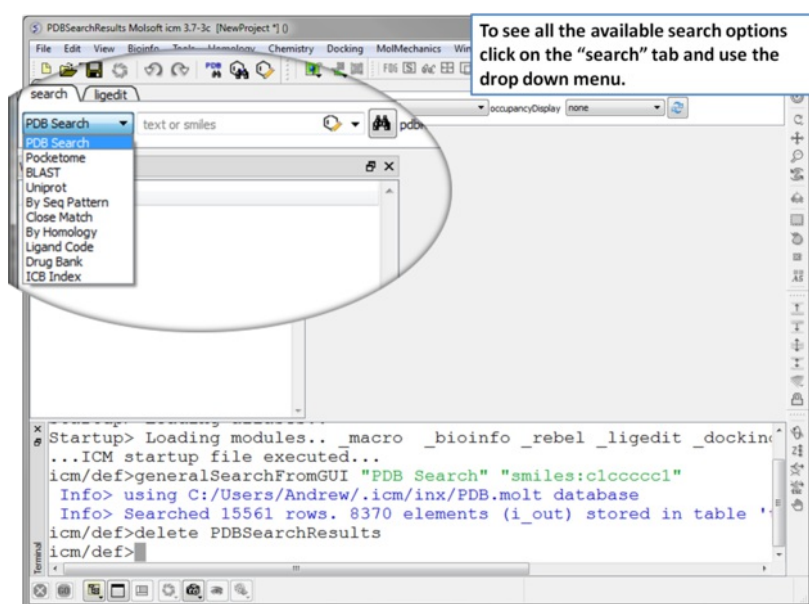 PDBSearchResults Molsoft icm 3.7-3c [NewProject *] ()
To see all the available search options
click on the “search” tab and use the
drop down menu.
File Edit View Bioinfo Tools Homology Chemistry Docking MolMechanics Win
search ligedit
PDB Search text or smiles
occupancyDisplay none
PDB Search
Pocketome
BLAST
Uniprot
By Seq Pattern
Close Match
By Homology
Ligand Code
Drug Bank
ICB Index
Startup> Loading modules.. _macro _bioinfo _rebel _ligedit _docking
...ICM startup file executed...
icm/def>generalSearchFromGUI "PDB Search" "smiles:c1ccccc1"
Info> using C:/Users/Andrew/.icm/inx/PDB.molt database
Info> Searched 15561 rows. 8370 elements (i_out) stored in table '
icm/def>delete PDBSearchResults
icm/def>
Terminal